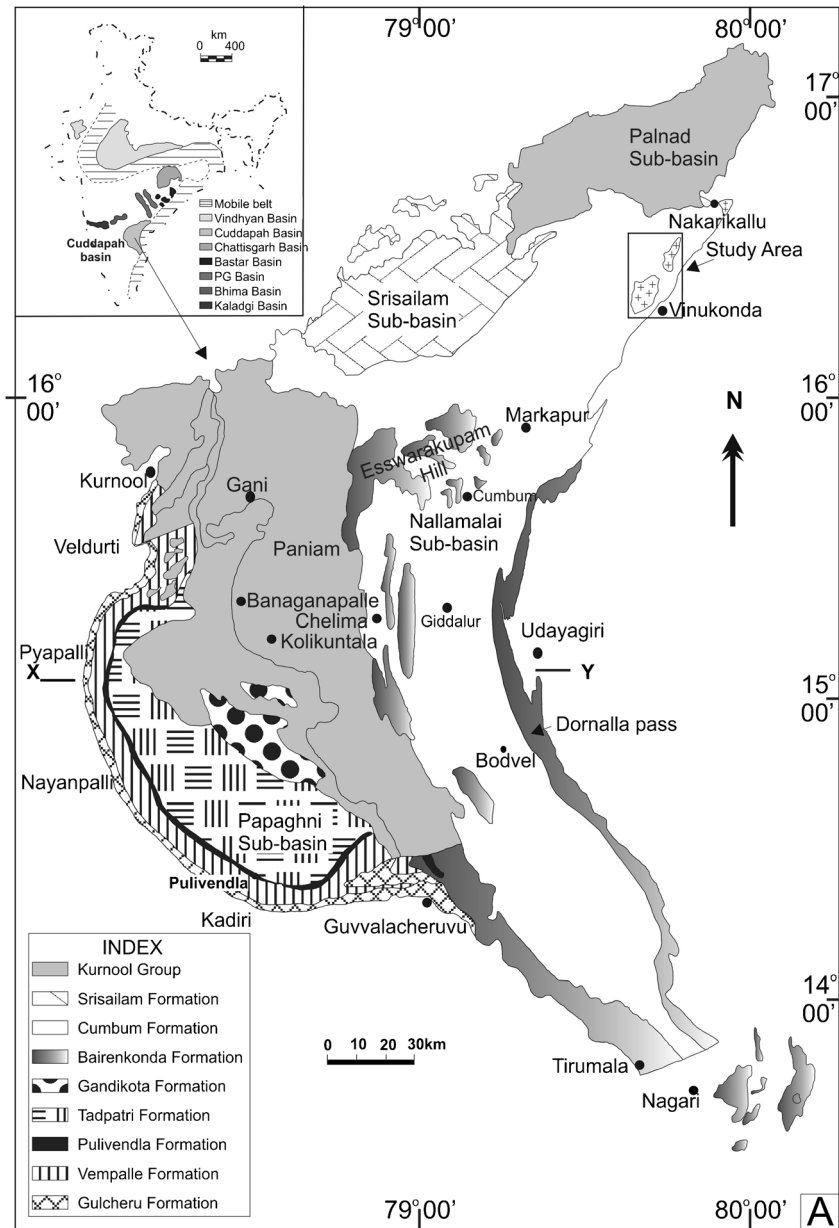 79°00'
80°00'
km
0 400
Mobile belt
Vindhyan Basin
Cuddapah Basin
Chattisgarh Basin
Bastar Basin
PG Basin
Bhima Basin
Kaladgi Basin
Cuddapah
basin
17°
00'
Palnad
Sub-basin
Nakarikallu
Study Area
Srisailam
Sub-basin
Vinukonda
16°
00'
16°
00'
N
Markapur
Esswarakupam
Hill
Kurnool
Gani
Cumbum
Nallamalai
Sub-basin
Veldurti
Paniam
Banaganapalle
Chelima
Giddalur
Kolikuntala
Udayagiri
Pyapalli
X
Y
15°
00'
Dornalla pass
Bodvel
Nayanpalli
Papaghni
Sub-basin
Pulivendla
Kadiri
Guvvalacheruvu
INDEX
Kurnool Group
Srisailam Formation
Cumbum Formation
Bairenkonda Formation
Gandikota Formation
Tadpatri Formation
Pulivendla Formation
Vempalle Formation
Gulcheru Formation
14°
00'
0 10 20 30km
Tirumala
Nagari
79°00'
80°00'
A